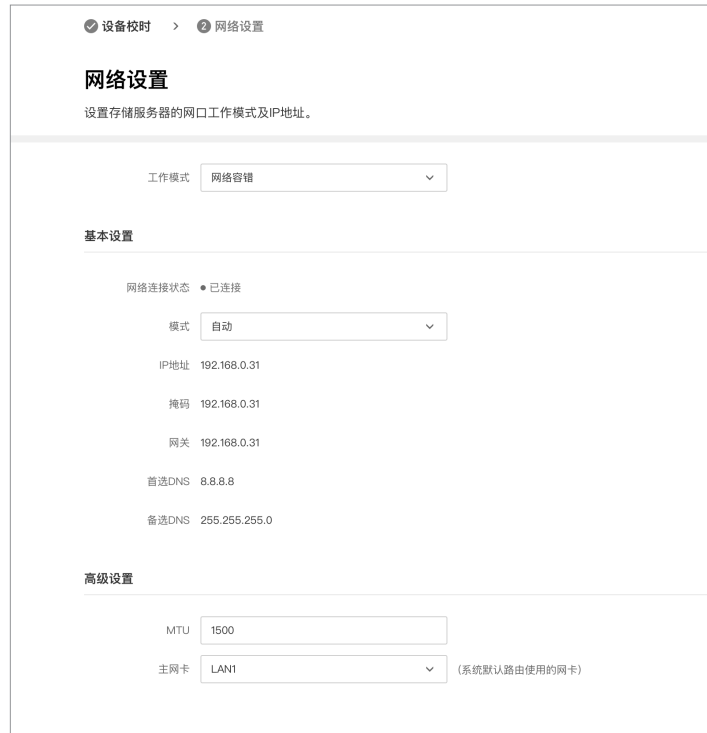 设备校时 > 2 网络设置
网络设置
设置存储服务器的网口工作模式及IP地址。
工作模式 网络容错
基本设置
网络连接状态 已连接
模式 自动
IP地址 192.168.0.31
掩码 192.168.0.31
网关 192.168.0.31
首选DNS 8.8.8.8
备选DNS 255.255.255.0
高级设置
MTU 1500
主网卡 LAN1 (系统默认路由使用的网卡)